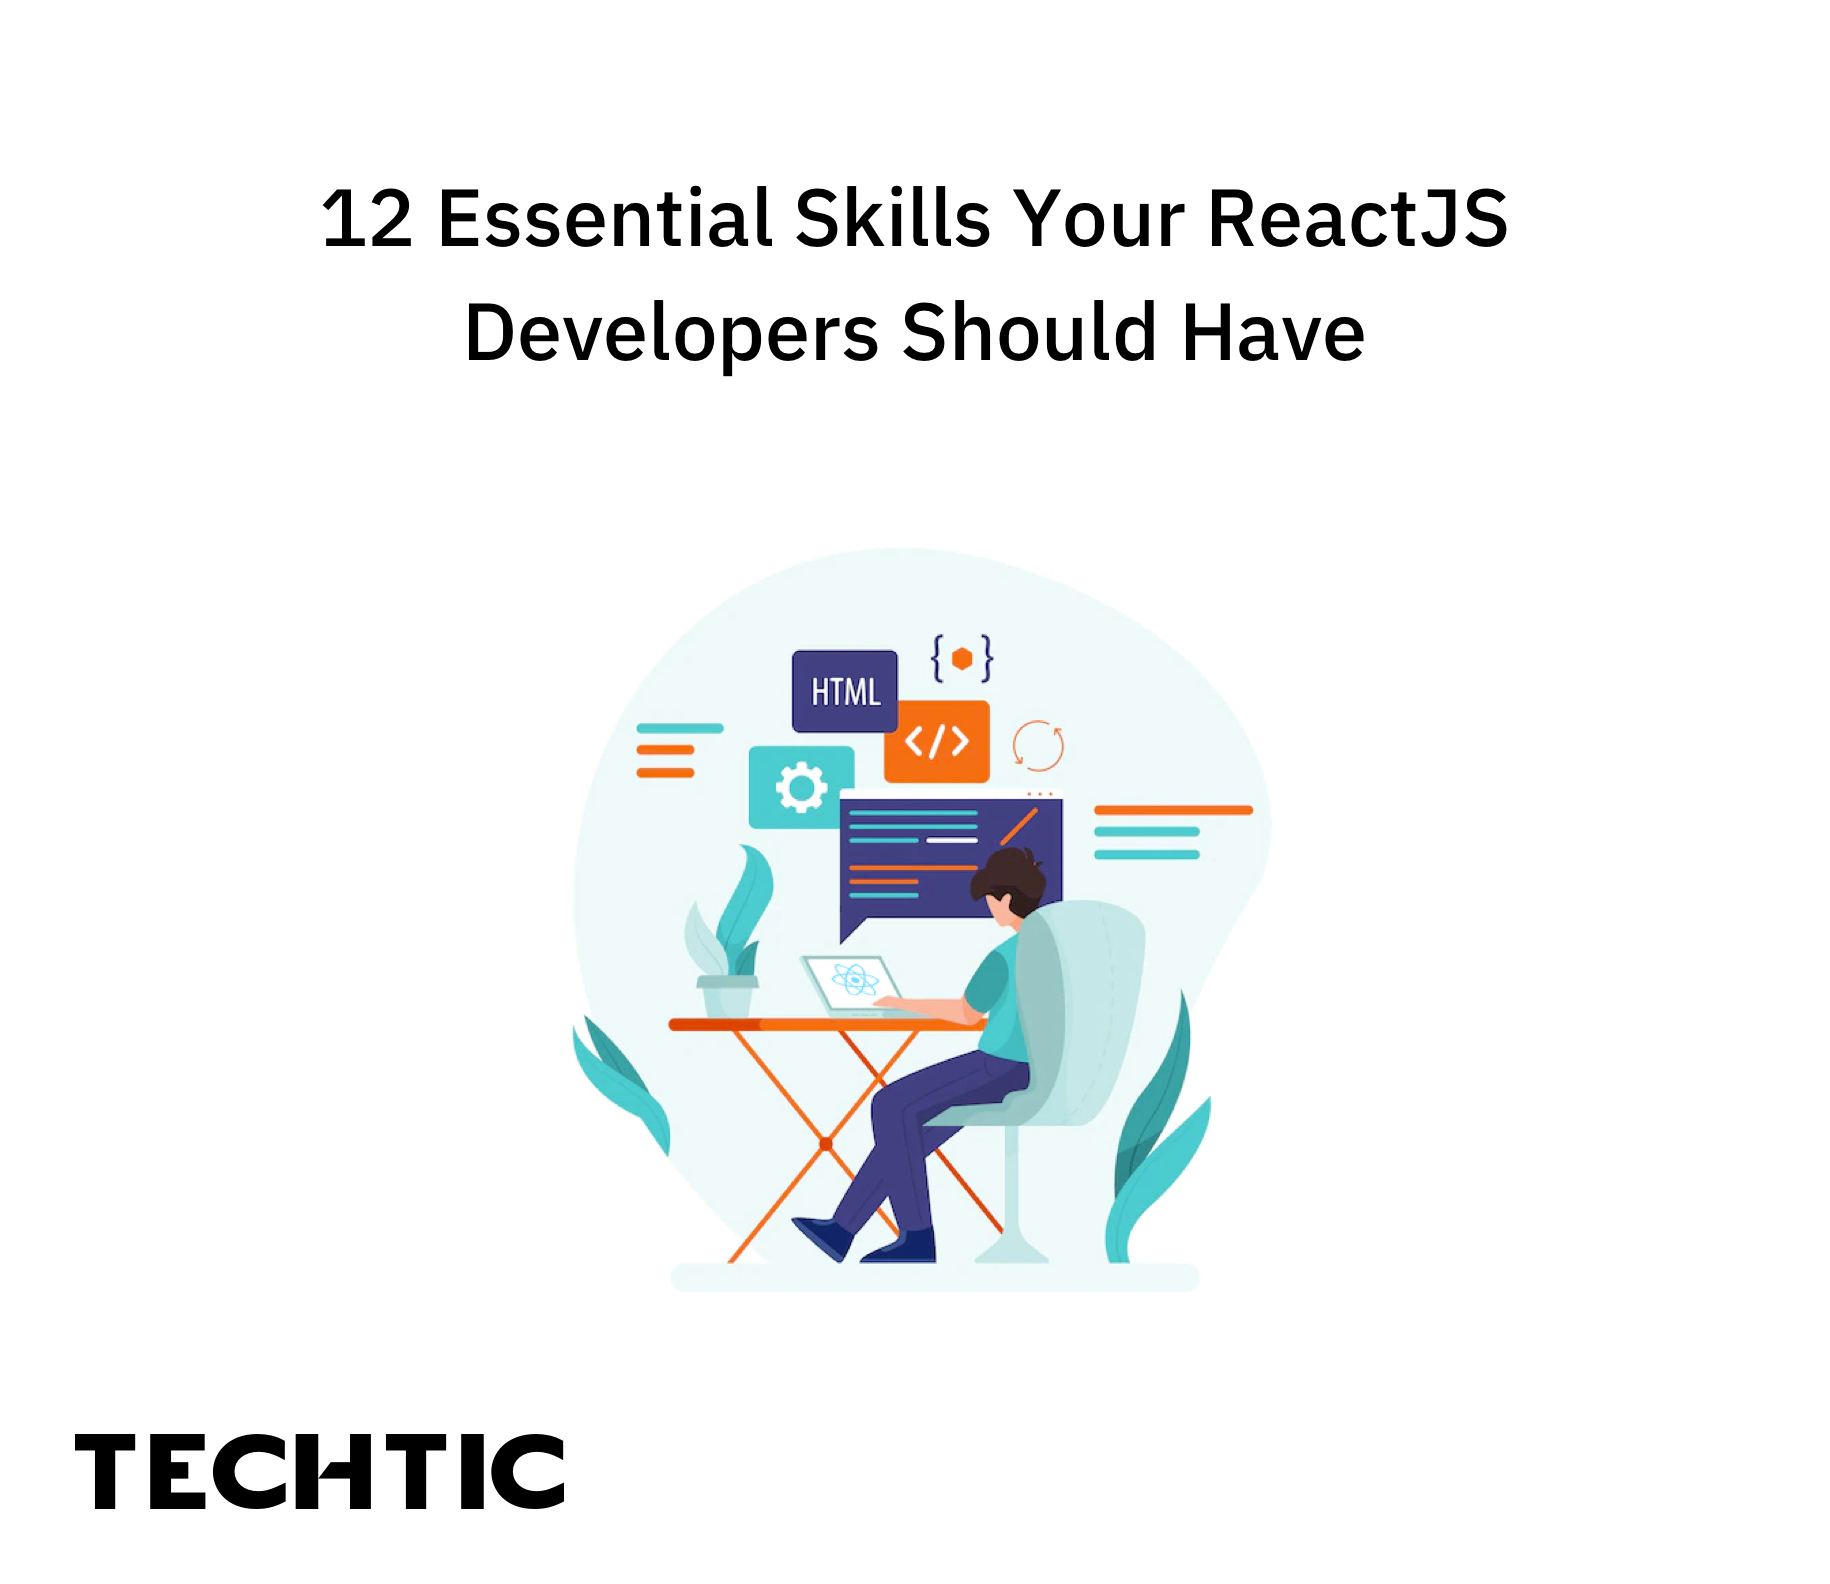 12 Essential Skills Your ReactJS
Developers Should Have
HTML
{ }
</>
TECHTIC